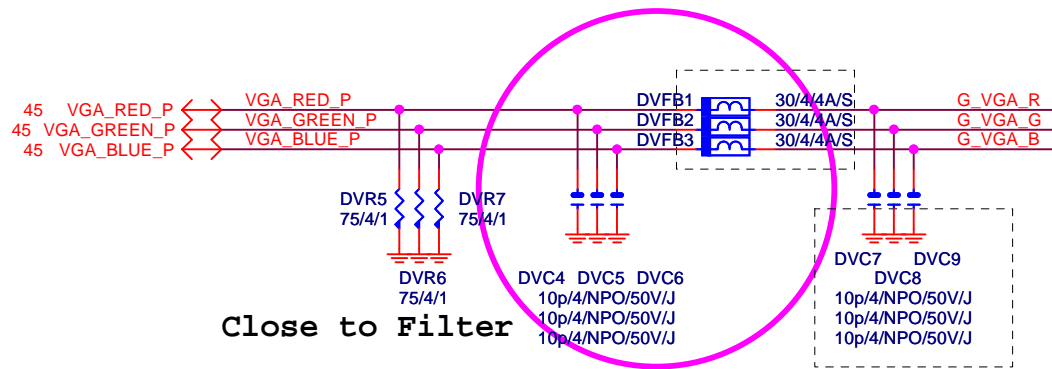 45 VGA_RED_P VGA_RED_P DVFB1 30/4/4A/S G_VGA_R
45 VGA_GREEN_P VGA_GREEN_P DVFB2 30/4/4A/S G_VGA_G
45 VGA_BLUE_P VGA_BLUE_P DVFB3 30/4/4A/S G_VGA_B
DVR5 DVR7
75/4/1 75/4/1
DVR6
75/4/1
DVC4 DVC5 DVC6
10p/4/NPO/50V/J
10p/4/NPO/50V/J
10p/4/NPO/50V/J
DVC7 DVC9
DVC8
10p/4/NPO/50V/J
10p/4/NPO/50V/J
10p/4/NPO/50V/J
Close to Filter